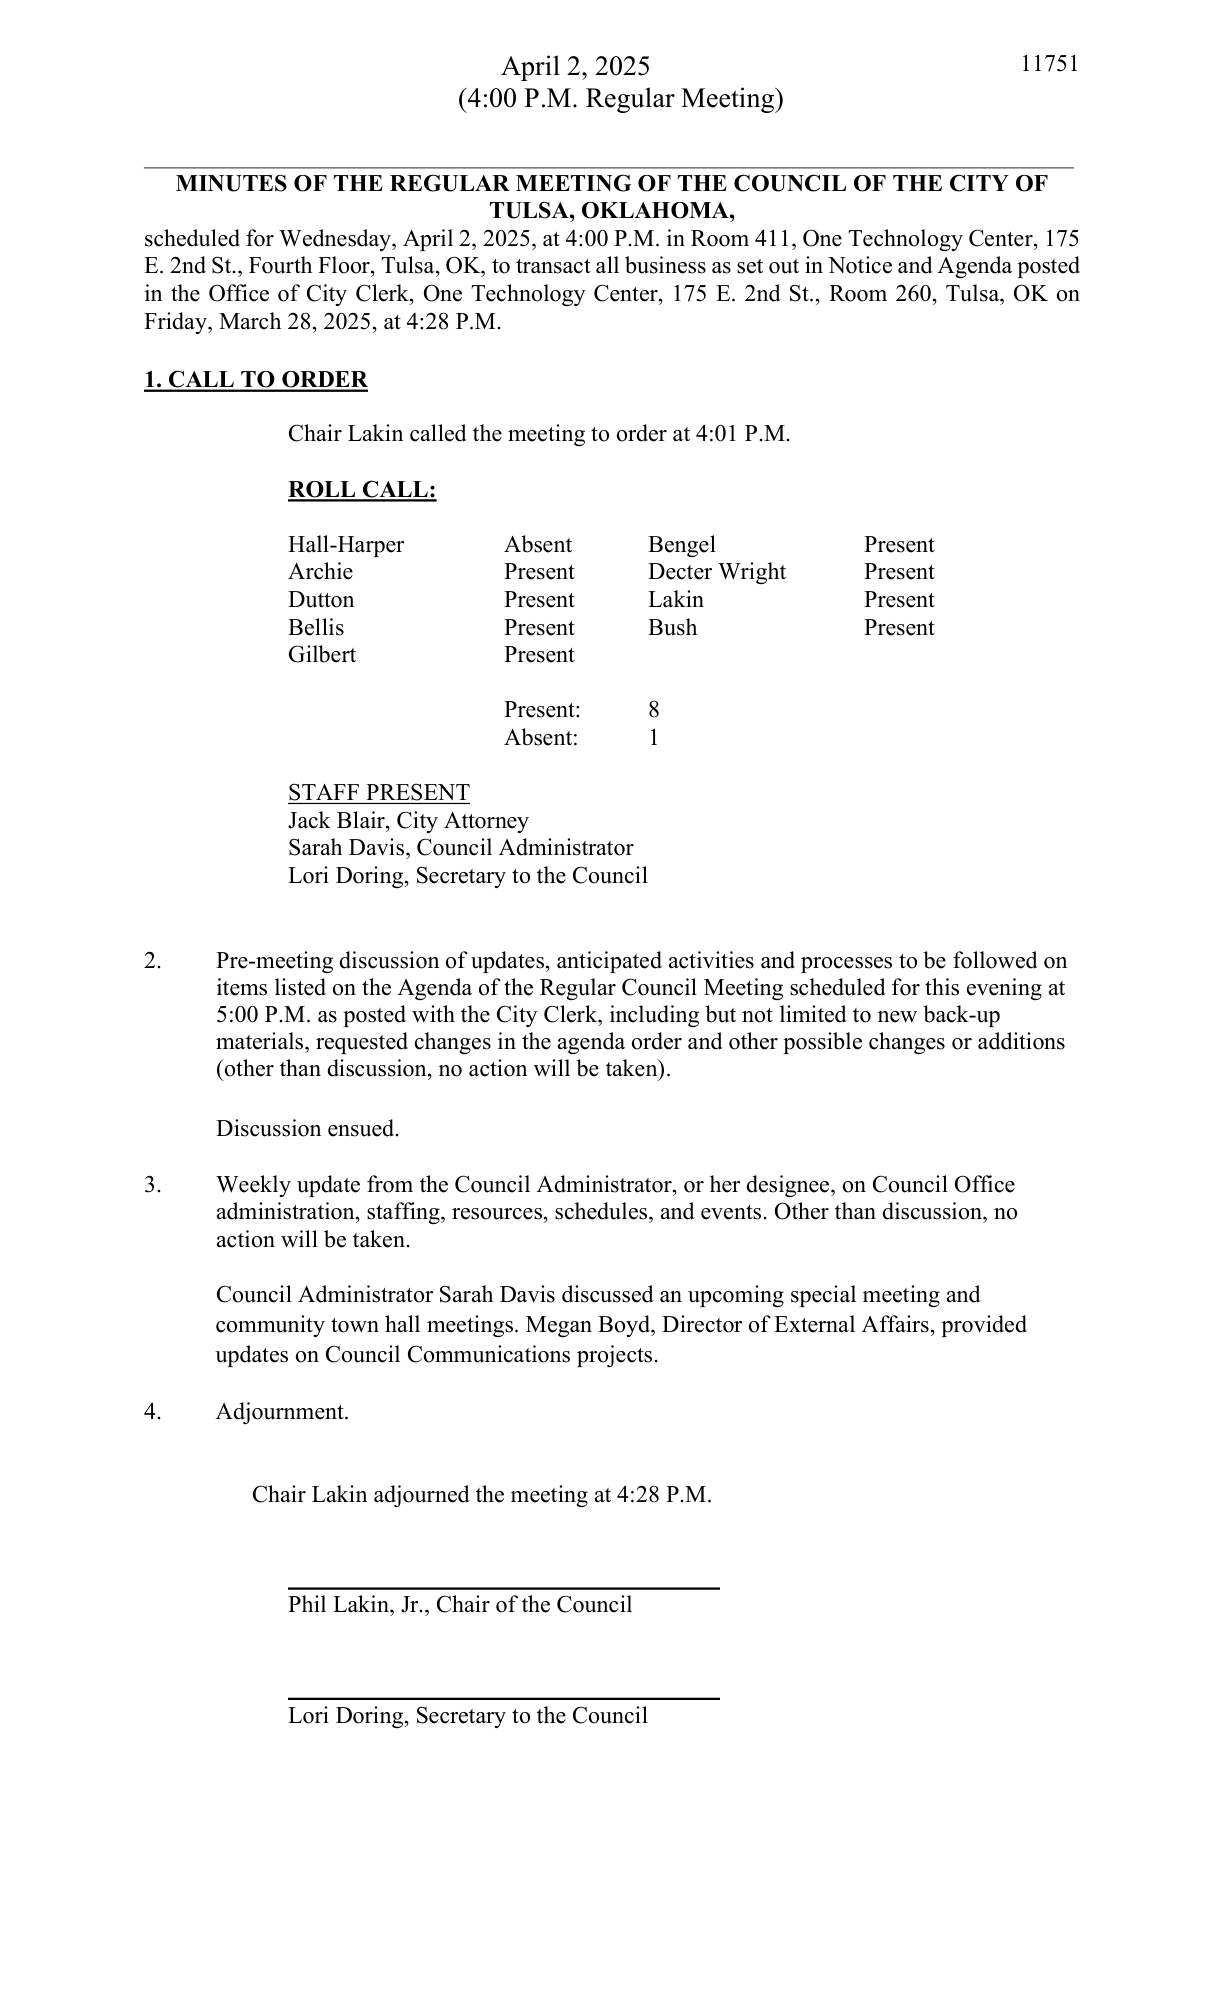 April 2, 2025 11751
(4:00 P.M. Regular Meeting)
MINUTES OF THE REGULAR MEETING OF THE COUNCIL OF THE CITY OF
TULSA, OKLAHOMA,
scheduled for Wednesday, April 2, 2025, at 4:00 P.M. in Room 411, One Technology Center, 175
E. 2nd St., Fourth Floor, Tulsa, OK, to transact all business as set out in Notice and Agenda posted
in the Office of City Clerk, One Technology Center, 175 E. 2nd St., Room 260, Tulsa, OK on
Friday, March 28, 2025, at 4:28 P.M.
1. CALL TO ORDER
Chair Lakin called the meeting to order at 4:01 P.M.
ROLL CALL:
Hall-Harper Absent Bengel Present
Archie Present Decter Wright Present
Dutton Present Lakin Present
Bellis Present Bush Present
Gilbert Present
Present: 8
Absent: 1
STAFF PRESENT
Jack Blair, City Attorney
Sarah Davis, Council Administrator
Lori Doring, Secretary to the Council
2. Pre-meeting discussion of updates, anticipated activities and processes to be followed on
items listed on the Agenda of the Regular Council Meeting scheduled for this evening at
5:00 P.M. as posted with the City Clerk, including but not limited to new back-up
materials, requested changes in the agenda order and other possible changes or additions
(other than discussion, no action will be taken).
Discussion ensued.
3. Weekly update from the Council Administrator, or her designee, on Council Office
administration, staffing, resources, schedules, and events. Other than discussion, no
action will be taken.
Council Administrator Sarah Davis discussed an upcoming special meeting and
community town hall meetings. Megan Boyd, Director of External Affairs, provided
updates on Council Communications projects.
4. Adjournment.
Chair Lakin adjourned the meeting at 4:28 P.M.
Phil Lakin, Jr., Chair of the Council
Lori Doring, Secretary to the Council